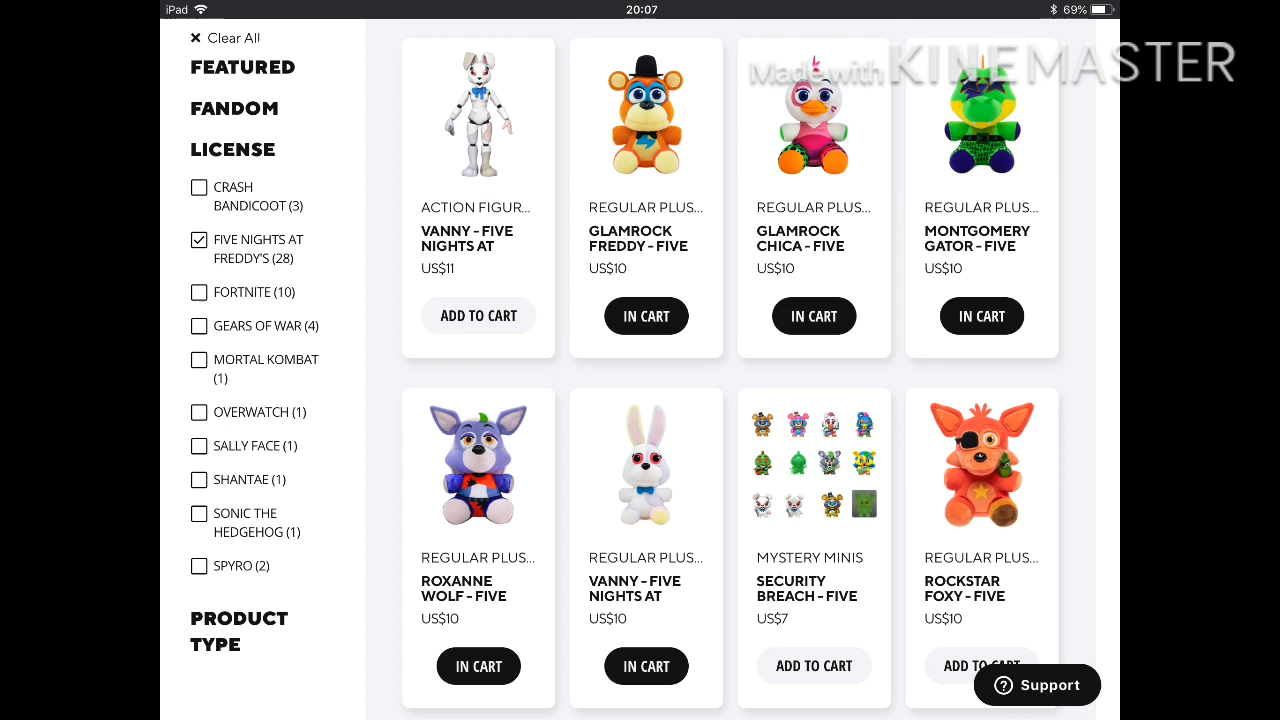 iPad
20:07
69%
Made with KINEMASTER
Clear All
FEATURED
FANDOM
LICENSE
CRASH
BANDICOOT (3)
FIVE NIGHTS AT
FREDDY'S (28)
FORTNITE (10)
GEARS OF WAR (4)
MORTAL KOMBAT
(1)
OVERWATCH (1)
SALLY FACE (1)
SHANTAE (1)
SONIC THE
HEDGEHOG (1)
SPYRO (2)
PRODUCT
TYPE
ACTION FIGUR...
VANNY - FIVE
NIGHTS AT
US$11
ADD TO CART
REGULAR PLUS...
GLAMROCK
FREDDY - FIVE
US$10
IN CART
REGULAR PLUS...
GLAMROCK
CHICA - FIVE
US$10
IN CART
REGULAR PLUS...
MONTGOMERY
GATOR - FIVE
US$10
IN CART
REGULAR PLUS...
ROXANNE
WOLF - FIVE
US$10
IN CART
REGULAR PLUS...
VANNY - FIVE
NIGHTS AT
US$10
IN CART
MYSTERY MINIS
SECURITY
BREACH - FIVE
US$7
ADD TO CART
REGULAR PLUS...
ROCKSTAR
FOXY - FIVE
US$10
ADD TO CART
Support